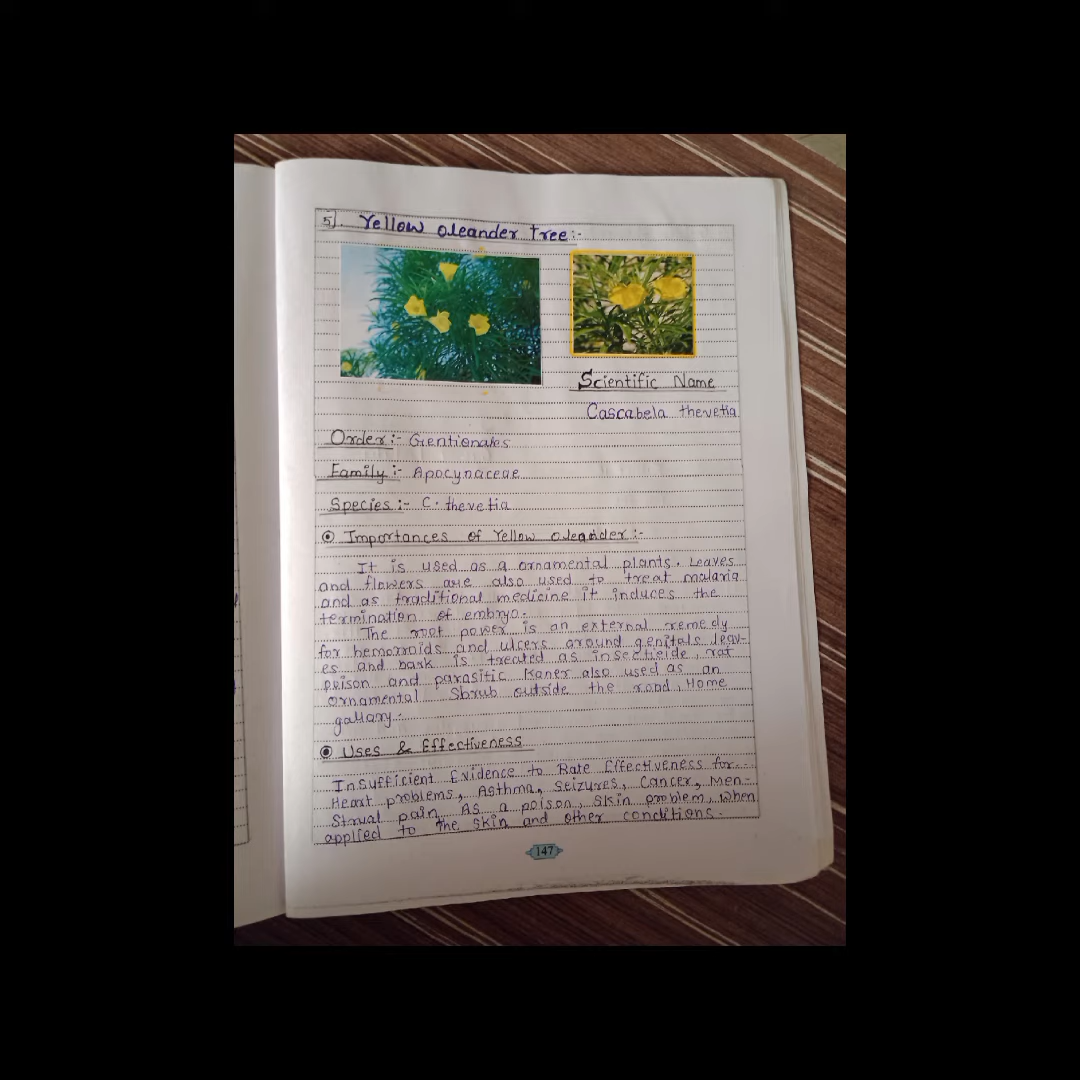 5]. Yellow oleander tree:-
Scientific Name
Cascabela thevetia
Order:- Gentionales
Family:- Apocynaceae
Species:- C. thevetia
Importances of Yellow oleander:-
It is used as a ornamental plants. Leaves
and flowers are also used to treat malaria
and as traditional medicine it induces the
termination of embryo.
The root power is an external remedy
for hemorroids and ulcers around genitals leav-
es and bark is treated as insecticide, rat
poison and parasitic Kaner also used as an
ornamental Shrub outside the road, Home
gallary.
Uses & Effectiveness
Insufficient Evidence to Rate Effectiveness for
Heart problems, Asthma, seizures, Cancer, Men-
Strual pain, As a poison, skin problem, when
applied to the skin and other conditions.
147